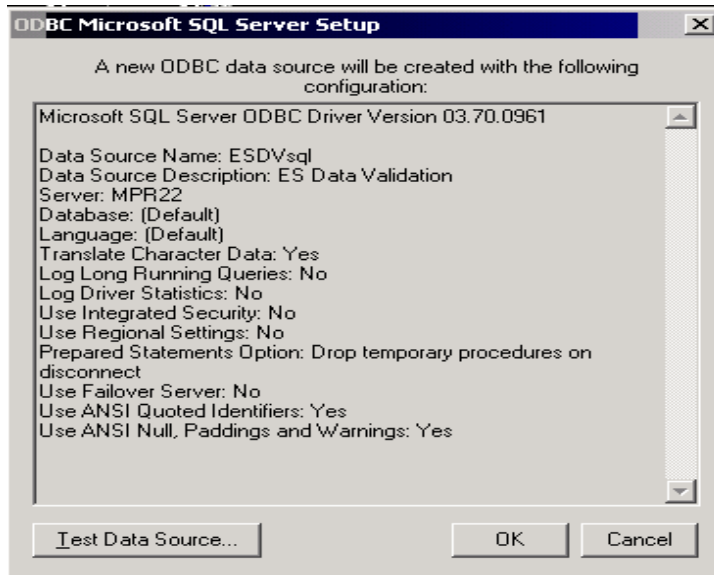 ODBC Microsoft SQL Server Setup
A new ODBC data source will be created with the following
configuration:
Microsoft SQL Server ODBC Driver Version 03.70.0961
Data Source Name: ESDVsql
Data Source Description: ES Data Validation
Server: MPR22
Database: (Default)
Language: (Default)
Translate Character Data: Yes
Log Long Running Queries: No
Log Driver Statistics: No
Use Integrated Security: No
Use Regional Settings: No
Prepared Statements Option: Drop temporary procedures on
disconnect
Use Failover Server: No
Use ANSI Quoted Identifiers: Yes
Use ANSI Null, Paddings and Warnings: Yes
Test Data Source...
OK
Cancel